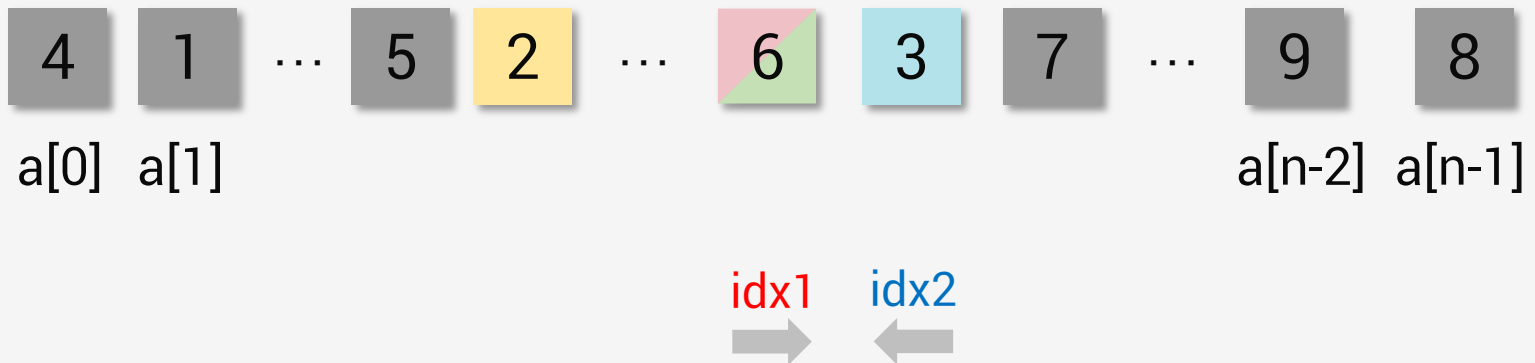 4 1 ... 5 2 ... 6 3 7 ... 9 8
a[0] a[1] a[n-2] a[n-1]
idx1 idx2